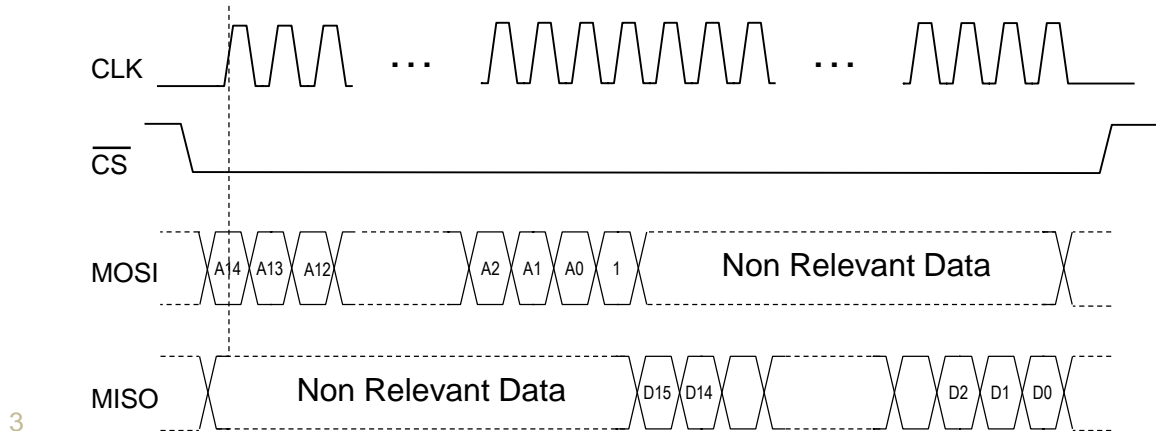 CLK
...
...
CS
MOSI A14 A13 A12 A2 A1 A0 1 Non Relevant Data
MISO Non Relevant Data D15 D14 D2 D1 D0
3